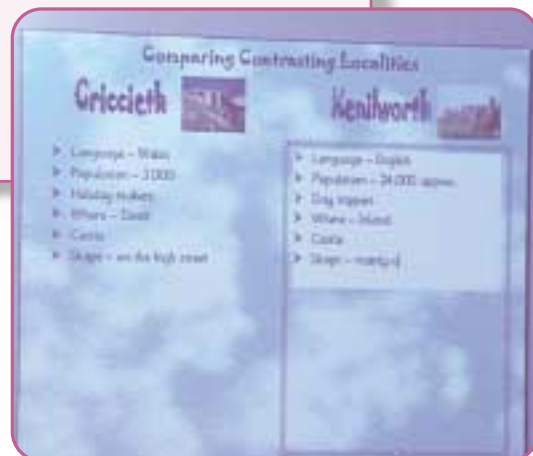 Comparing Contrasting Localities
Criccieth
Language – Wales
Population – 3,000
Holiday makers
Where – Coast
Castle
Shops – on the high street
Kenilworth
Language – English
Population – 24,000 approx
Day trippers
Where – Inland
Castle
Shops – mainly o